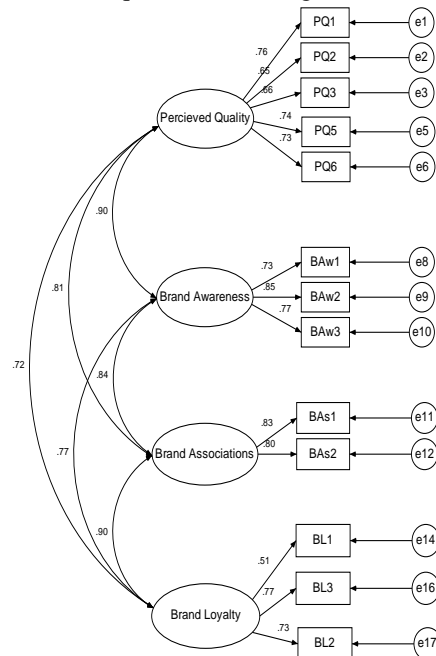 PQ1 e1
.76
PQ2 e2
.65
PQ3 e3
.66
Percieved Quality
.74
PQ5 e5
.73
PQ6 e6
.90
BAw1 e8
.73
.85
Brand Awareness BAw2 e9
.77
BAw3 e10
.81
.72
.84
BAs1 e11
.83
.80
Brand Associations BAs2 e12
.77
.90
BL1 e14
.51
.77
BL3 e16
Brand Loyalty
.73
BL2 e17